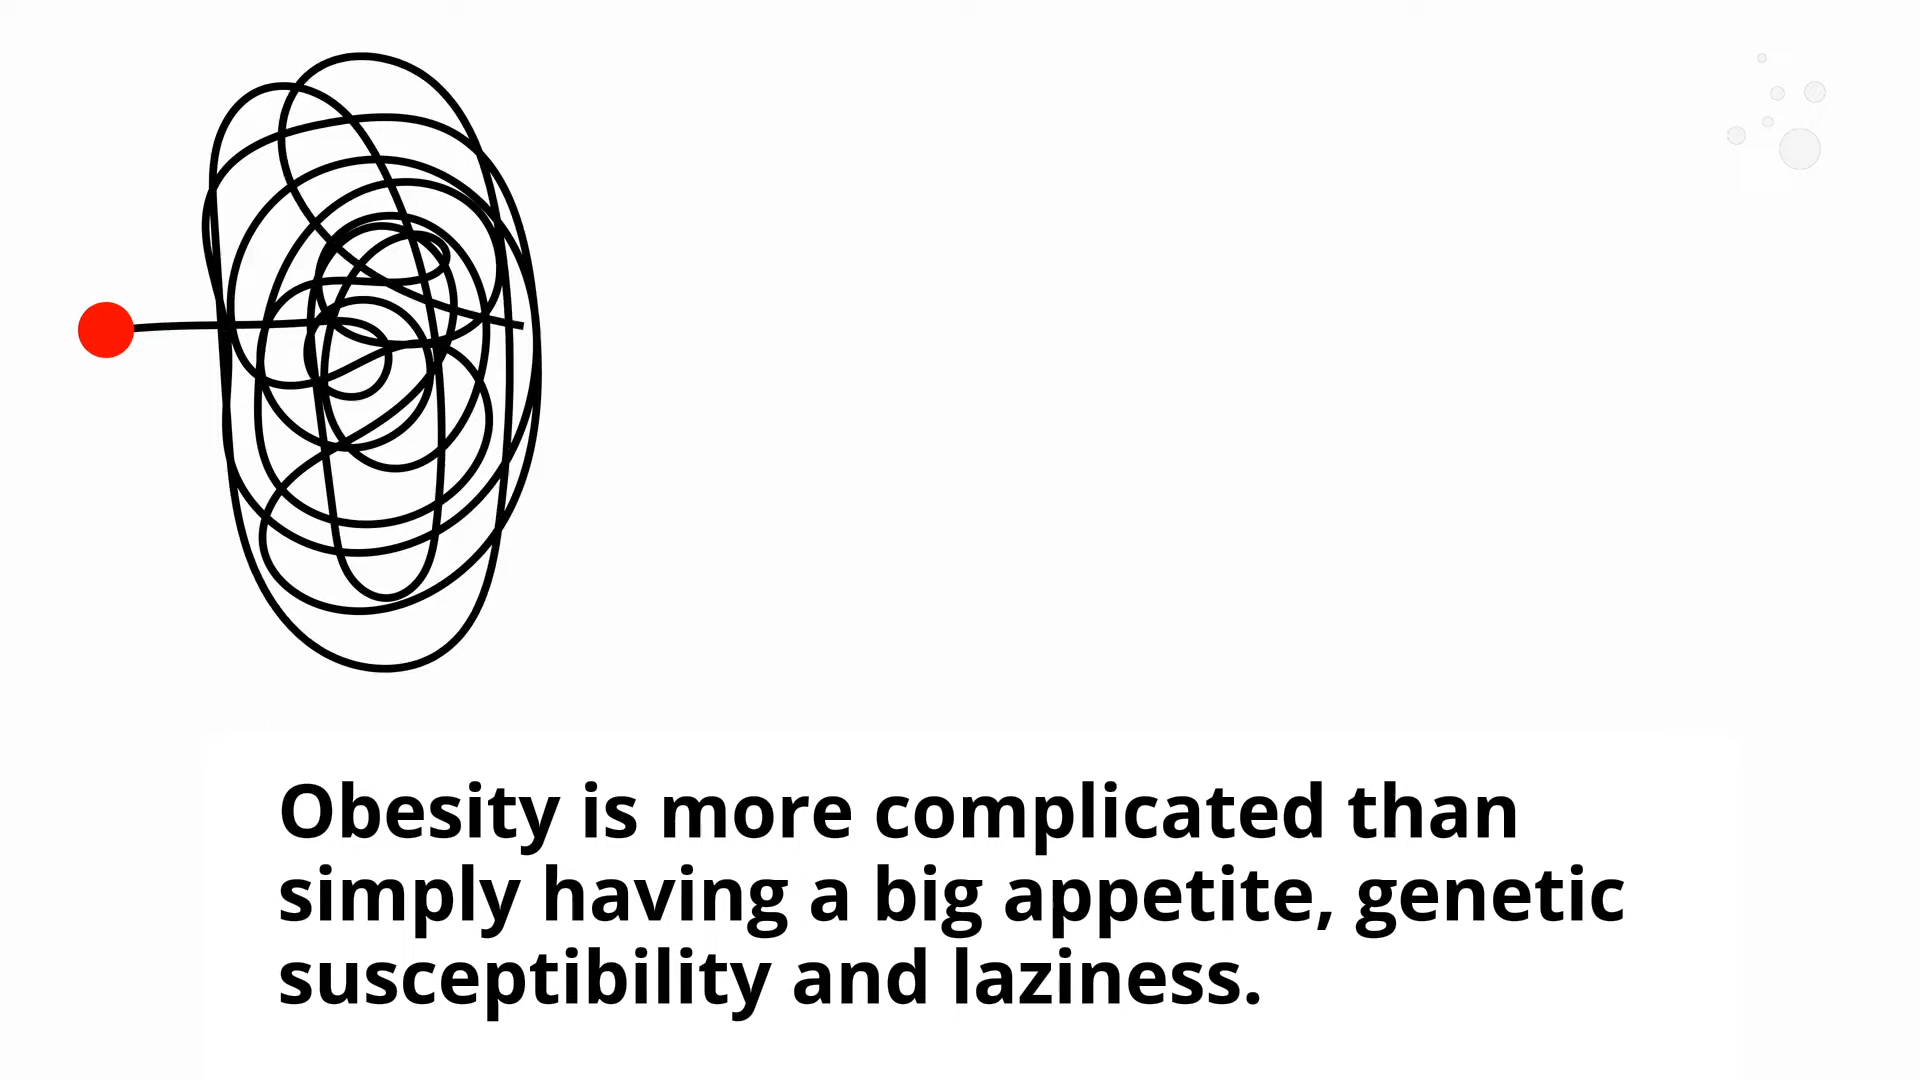 Obesity is more complicated than
simply having a big appetite, genetic
susceptibility and laziness.